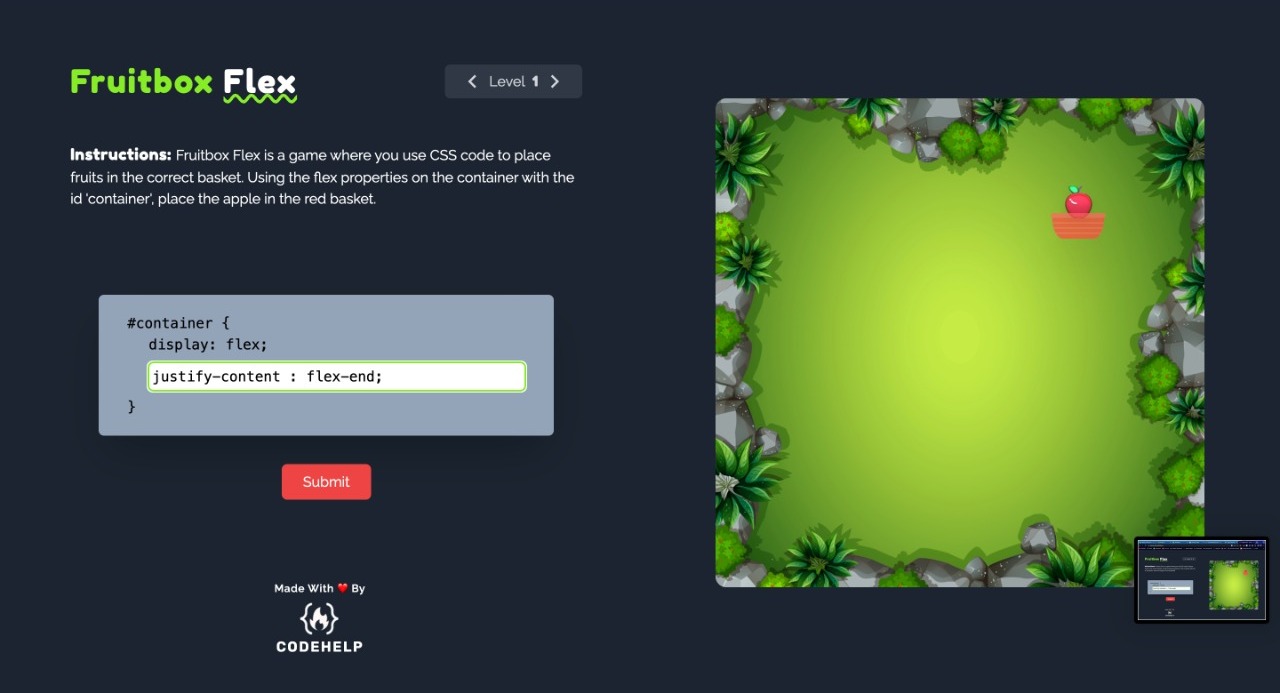 Fruitbox Flex
Level 1
Instructions: Fruitbox Flex is a game where you use CSS code to place
fruits in the correct basket. Using the flex properties on the container with the
id 'container', place the apple in the red basket.
#container {
display: flex;
justify-content : flex-end;
}
Submit
Made With ❤️ By
CODEHELP